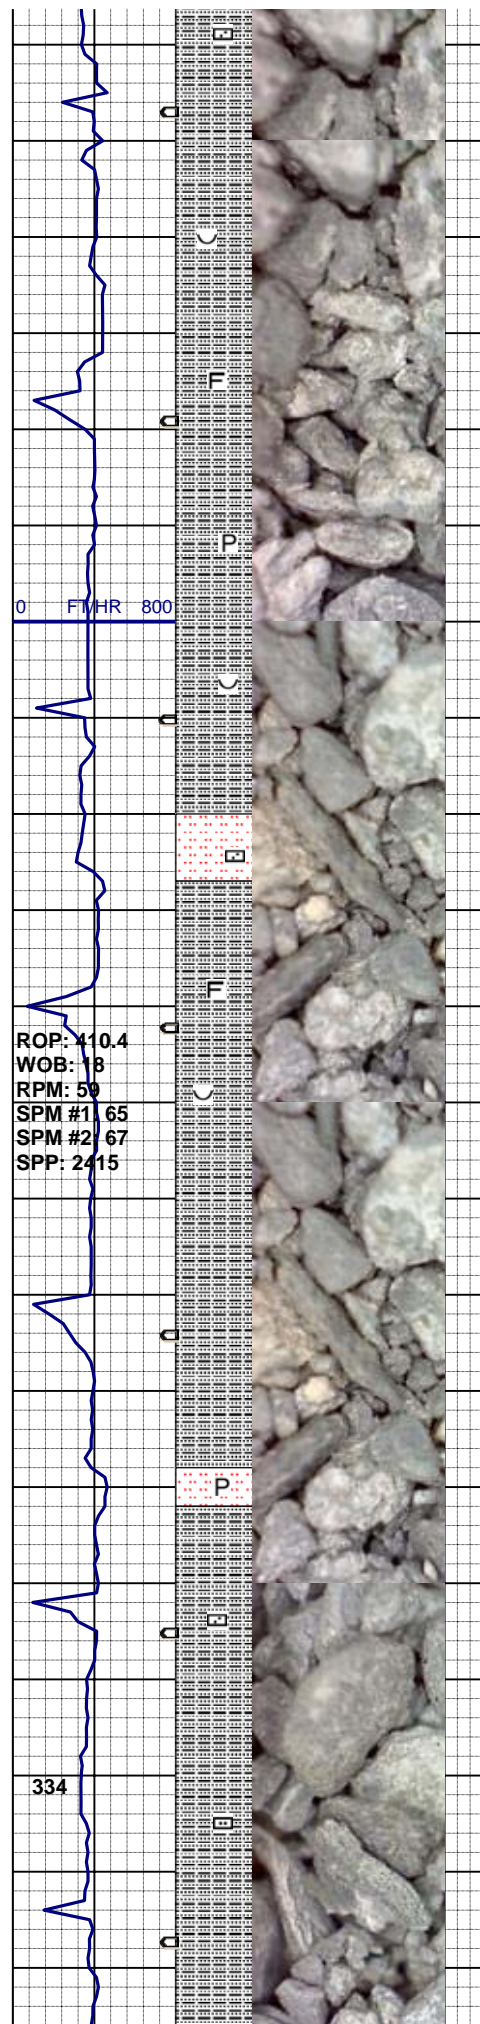 F
P
0 FT/HR 800
F
ROP: 410.4
WOB: 18
RPM: 59
SPM #1: 65
SPM #2: 67
SPP: 2415
P
334